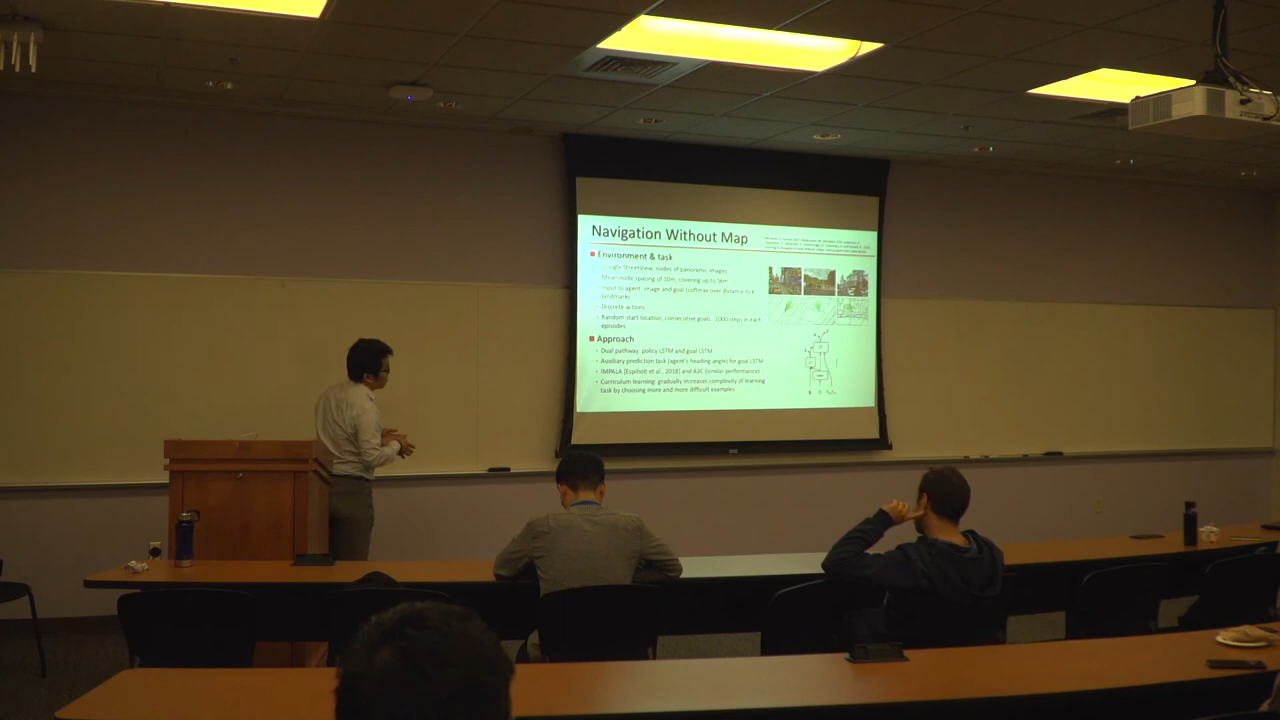 Navigation Without Map
Environment & task
Google StreetView, nodes of panoramic images
Mean node spacing of 10m, covering up to 5km
Input to agent: image and goal (softmax over distance to k
landmarks)
Discrete actions
Random start location, consecutive goals. 1000 steps in each
episodes
Approach
Dual pathway: policy LSTM and goal LSTM
Auxiliary prediction task (agent's heading angle) for goal LSTM
IMPALA [Espiholt et al., 2018] and A3C (similar performance)
Curriculum learning: gradually increases complexity of learning
task by choosing more and more difficult examples